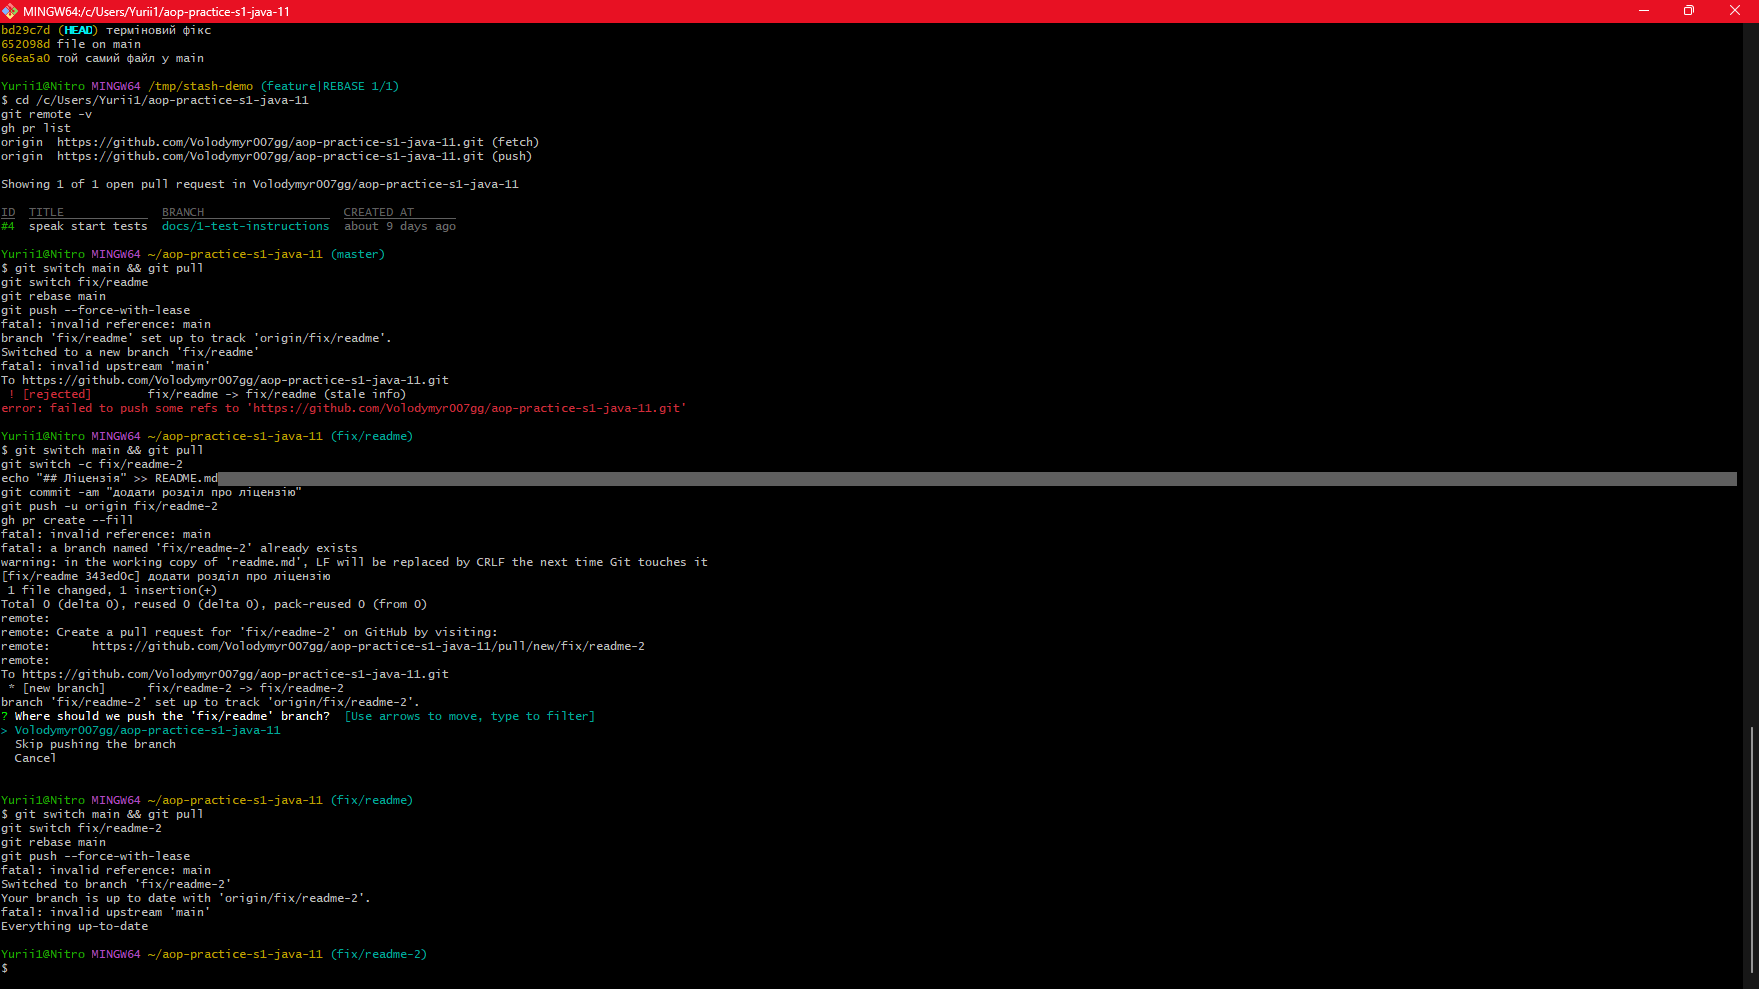 MINGW64:/c/Users/Yurii1/aop-practice-s1-java-11
bd29c7d (HEAD) терміновий фікс
652098d file on main
66ea5a0 той самий файл у main
Yurii1@Nitro MINGW64 /tmp/stash-demo (feature|REBASE 1/1)
$ cd /c/Users/Yurii1/aop-practice-s1-java-11
git remote -v
gh pr list
origin  https://github.com/Volodymyr007gg/aop-practice-s1-java-11.git (fetch)
origin  https://github.com/Volodymyr007gg/aop-practice-s1-java-11.git (push)
Showing 1 of 1 open pull request in Volodymyr007gg/aop-practice-s1-java-11
ID  TITLE  BRANCH  CREATED AT
#4  speak start tests  docs/1-test-instructions  about 9 days ago
Yurii1@Nitro MINGW64 ~/aop-practice-s1-java-11 (master)
$ git switch main && git pull
git switch fix/readme
git rebase main
git push --force-with-lease
fatal: invalid reference: main
branch 'fix/readme' set up to track 'origin/fix/readme'.
Switched to a new branch 'fix/readme'
fatal: invalid upstream 'main'
To https://github.com/Volodymyr007gg/aop-practice-s1-java-11.git
 ! [rejected]        fix/readme -> fix/readme (stale info)
error: failed to push some refs to 'https://github.com/Volodymyr007gg/aop-practice-s1-java-11.git'
Yurii1@Nitro MINGW64 ~/aop-practice-s1-java-11 (fix/readme)
$ git switch main && git pull
git switch -c fix/readme-2
echo "## Ліцензія" >> README.md
git commit -am "додати розділ про ліцензію"
git push -u origin fix/readme-2
gh pr create --fill
fatal: invalid reference: main
fatal: a branch named 'fix/readme-2' already exists
warning: in the working copy of 'readme.md', LF will be replaced by CRLF the next time Git touches it
[fix/readme 343ed0c] додати розділ про ліцензію
 1 file changed, 1 insertion(+)
Total 0 (delta 0), reused 0 (delta 0), pack-reused 0 (from 0)
remote:
remote: Create a pull request for 'fix/readme-2' on GitHub by visiting:
remote:      https://github.com/Volodymyr007gg/aop-practice-s1-java-11/pull/new/fix/readme-2
remote:
To https://github.com/Volodymyr007gg/aop-practice-s1-java-11.git
 * [new branch]      fix/readme-2 -> fix/readme-2
branch 'fix/readme-2' set up to track 'origin/fix/readme-2'.
? Where should we push the 'fix/readme' branch?  [Use arrows to move, type to filter]
> Volodymyr007gg/aop-practice-s1-java-11
  Skip pushing the branch
  Cancel
Yurii1@Nitro MINGW64 ~/aop-practice-s1-java-11 (fix/readme)
$ git switch main && git pull
git switch fix/readme-2
git rebase main
git push --force-with-lease
fatal: invalid reference: main
Switched to branch 'fix/readme-2'
Your branch is up to date with 'origin/fix/readme-2'.
fatal: invalid upstream 'main'
Everything up-to-date
Yurii1@Nitro MINGW64 ~/aop-practice-s1-java-11 (fix/readme-2)
$